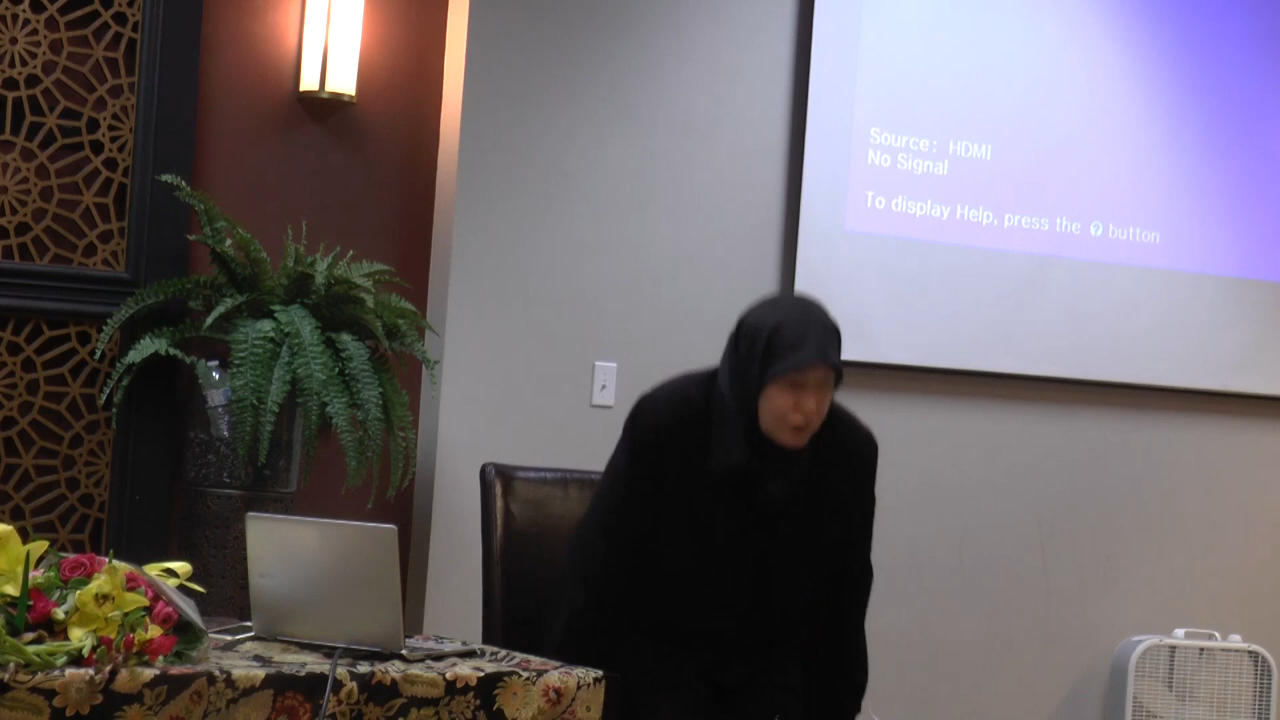 Source: HDMI
No Signal
To display Help, press the ? button